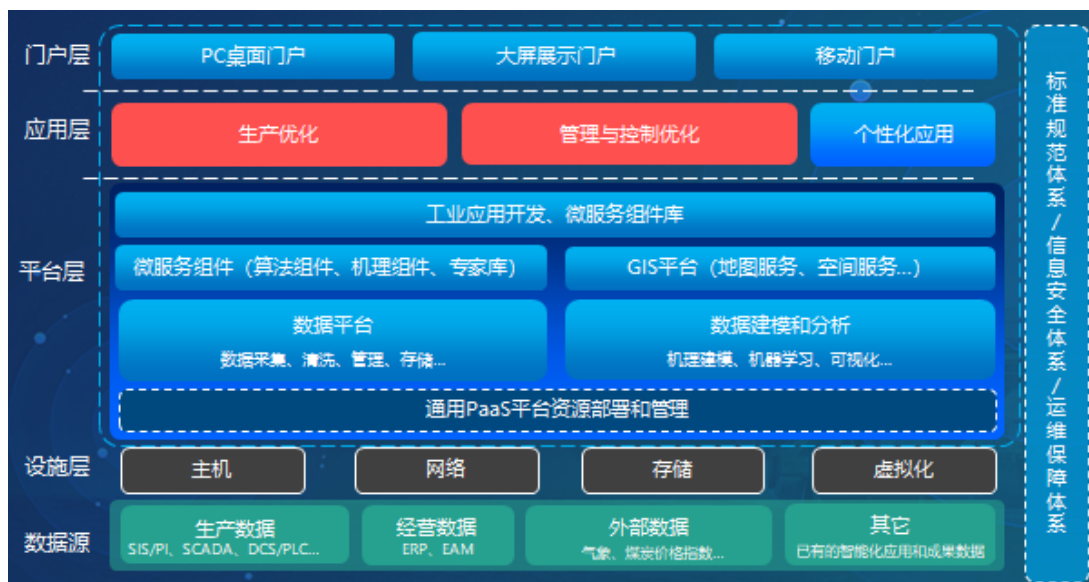 门户层
PC桌面门户
大屏展示门户
移动门户
应用层
生产优化
管理与控制优化
个性化应用
平台层
工业应用开发、微服务组件库
微服务组件（算法组件、机理组件、专家库）
GIS平台（地图服务、空间服务...）
数据平台
数据采集、清洗、管理、存储...
数据建模和分析
机理建模、机器学习、可视化...
通用PaaS平台资源部署和管理
设施层
主机
网络
存储
虚拟化
数据源
生产数据
SIS/PI、SCADA、DCS/PLC...
经营数据
ERP、EAM
外部数据
气象、煤炭价格指数...
其它
已有的智能化应用和成果数据
标准规范体系/信息安全体系/运维保障体系